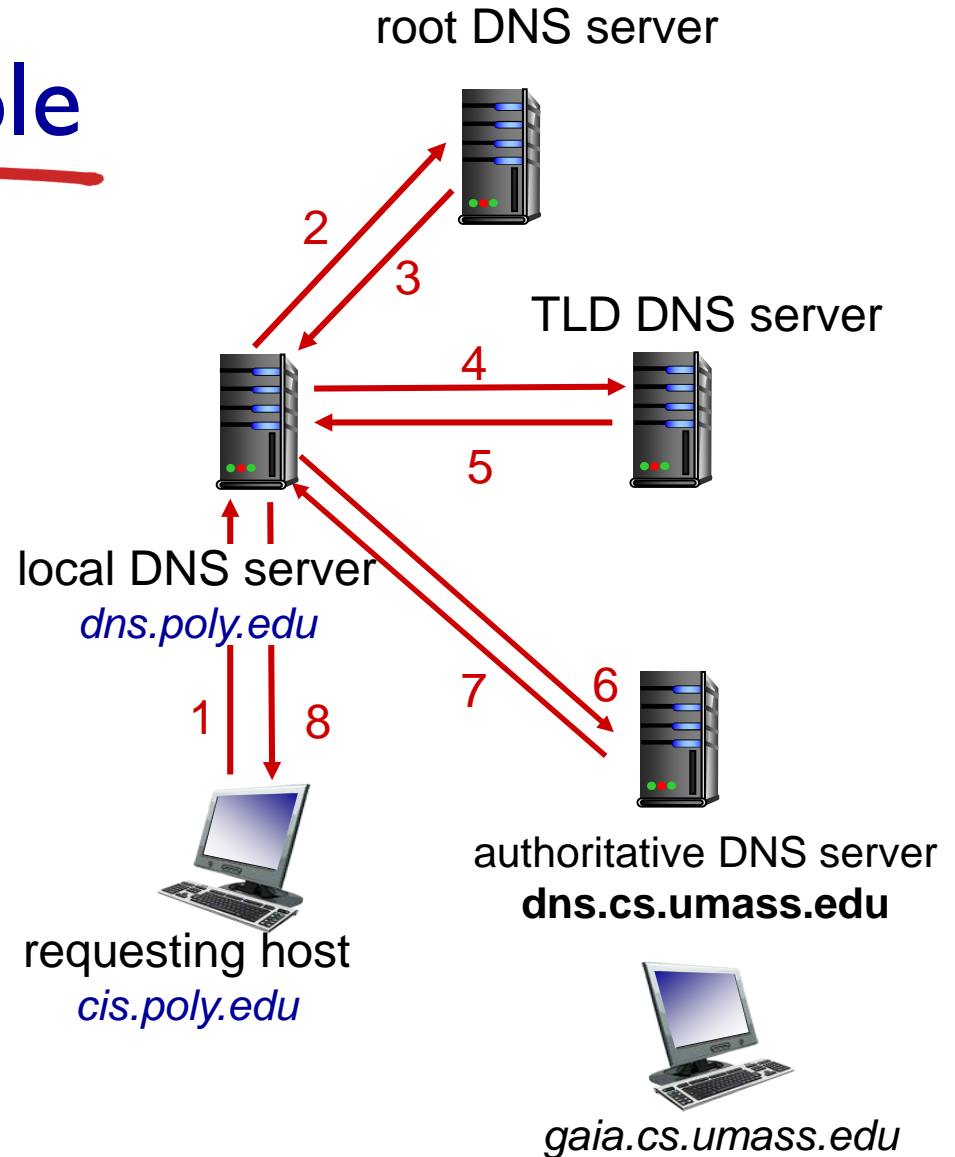 root DNS server
2
3
TLD DNS server
4
5
local DNS server
dns.poly.edu
1
8
7
6
requesting host
cis.poly.edu
authoritative DNS server
dns.cs.umass.edu
gaia.cs.umass.edu